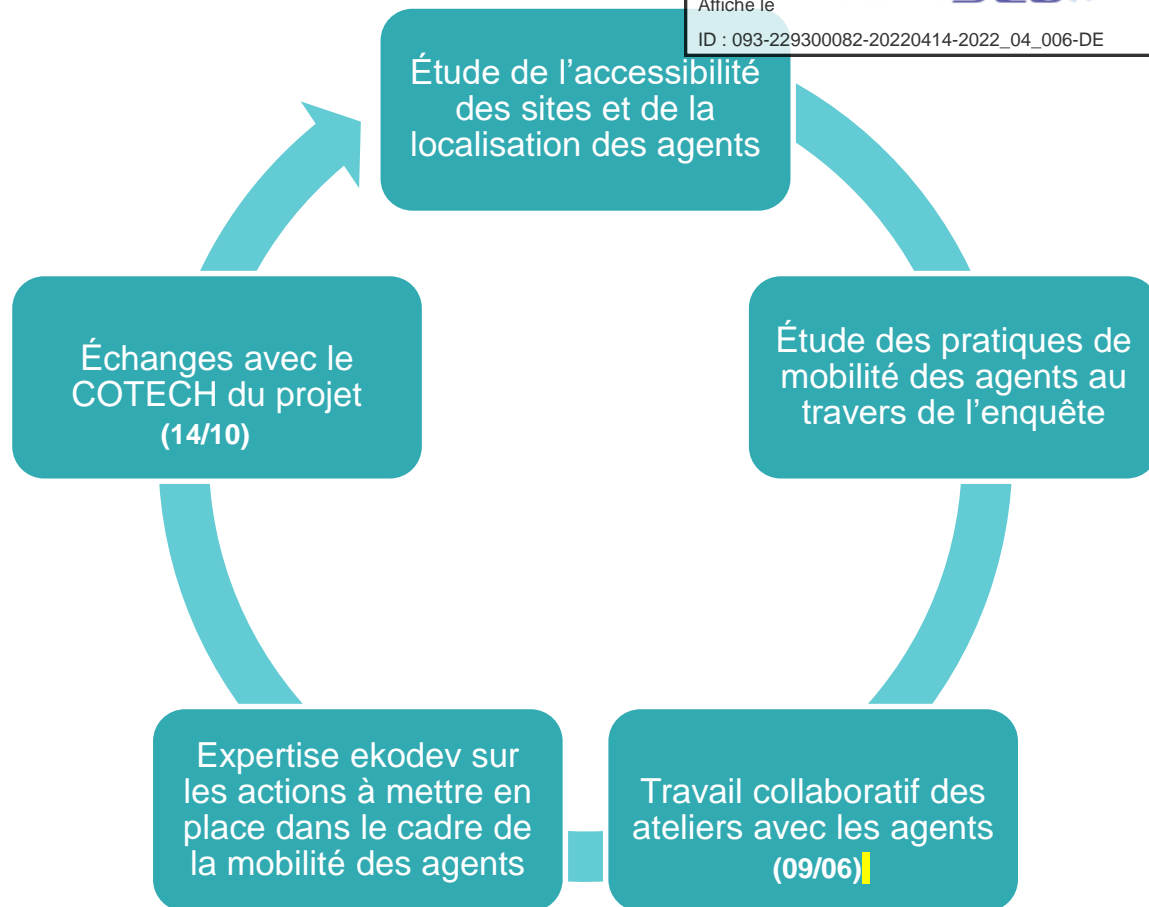 Affiché le
ID : 093-229300082-20220414-2022_04_006-DE
Étude de l'accessibilité
des sites et de la
localisation des agents
Étude des pratiques de
mobilité des agents au
travers de l'enquête
Travail collaboratif des
ateliers avec les agents
(09/06)
Expertise ekodev sur
les actions à mettre en
place dans le cadre de
la mobilité des agents
Échanges avec le
COTECH du projet
(14/10)